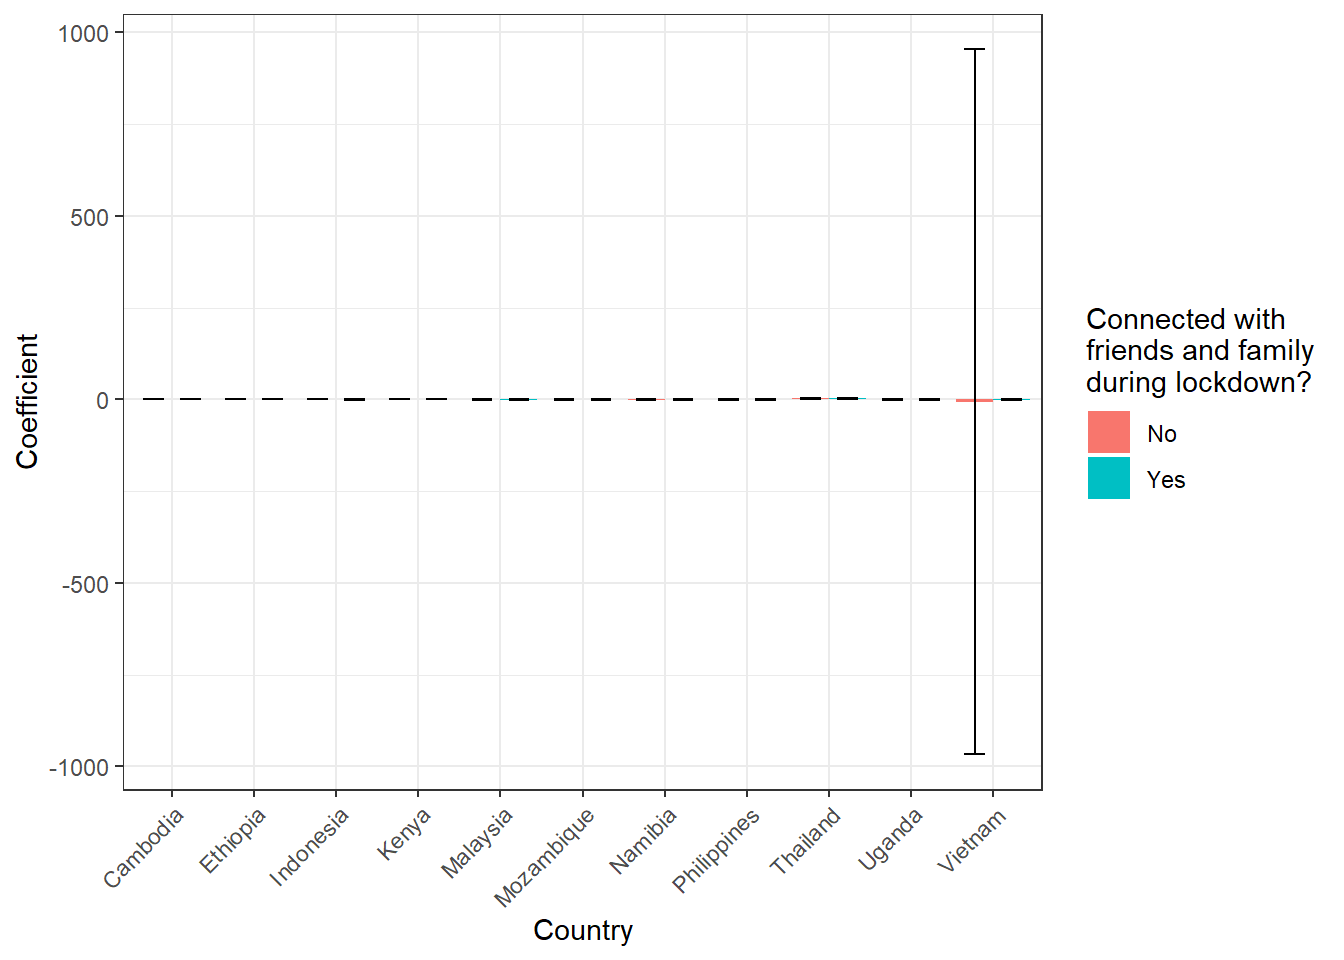 1000
500
0
-500
-1000
Coefficient
Cambodia
Ethiopia
Indonesia
Kenya
Malaysia
Mozambique
Namibia
Philippines
Thailand
Uganda
Vietnam
Country
Connected with
friends and family
during lockdown?
No
Yes